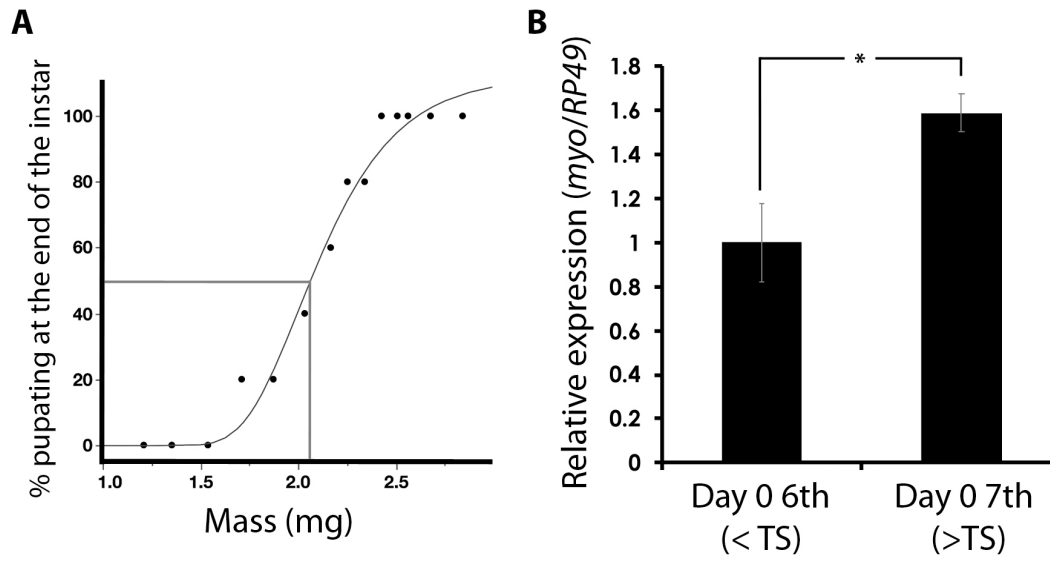 A
% pupating at the end of the instar
100
80
60
40
20
0
1.0 1.5 2.0 2.5
Mass (mg)
B
Relative expression (myo/RP49)
1.8
1.6
1.4
1.2
1
0.8
0.6
0.4
0.2
0
*
Day 0 6th
(< TS)
Day 0 7th
(>TS)